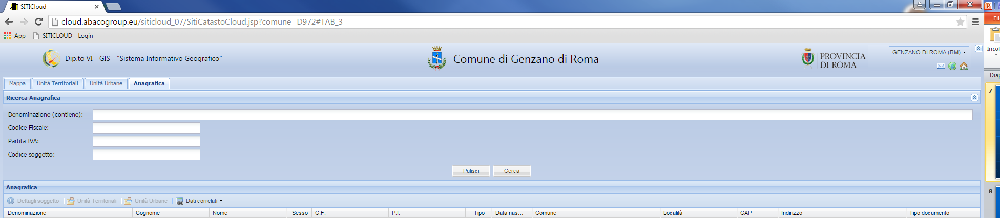 SITICloud
cloud.abacogroup.eu/siticloud_07/SitiCatastoCloud.jsp?comune=D972#TAB_3
App SITICLOUD - Login
Dip.to VI - GIS - "Sistema Informativo Geografico"
Comune di Genzano di Roma
PROVINCIA
DI ROMA
GENZANO DI ROMA (RM)
Mappa Unità Territoriali Unità Urbane Anagrafica
Ricerca Anagrafica
Denominazione (contiene):
Codice Fiscale:
Partita IVA:
Codice soggetto:
Pulisci Cerca
Anagrafica
Dettagli soggetto Unità Territoriali Unità Urbane Dati correlati
Denominazione Cognome Nome Sesso C.F. P.I. Tipo Data nas... Comune Località CAP Indirizzo Tipo documento
Fil
Incol
Diap
7
8